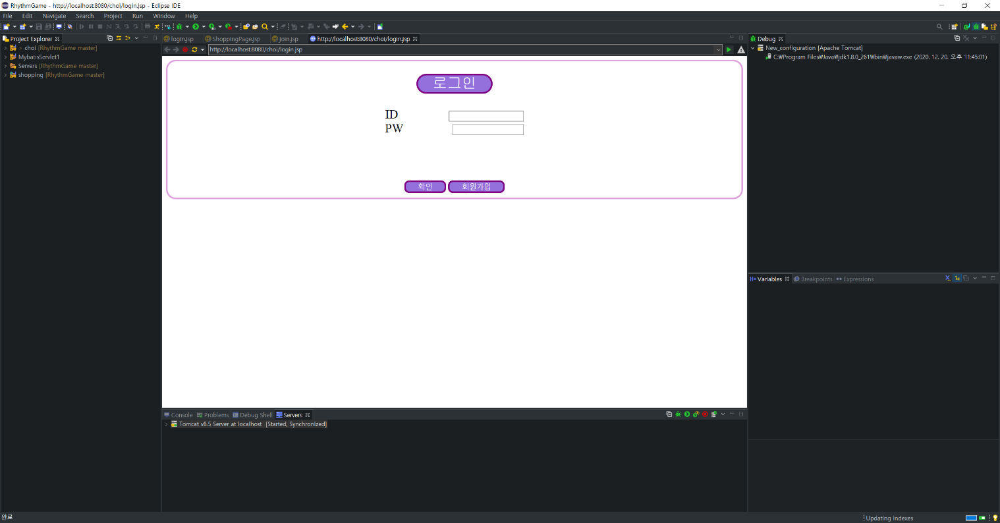 RhythmGame - http://localhost:8080/choi/login.jsp - Eclipse IDE
File Edit Navigate Search Project Run Window Help
Project Explorer
> choi [RhythmGame master]
MybatisServlet1
Servers [RhythmGame master]
shopping [RhythmGame master]
login.jsp ShoppingPage.jsp join.jsp http://localhost:8080/choi/login.jsp
http://localhost:8080/choi/login.jsp
로그인
ID
PW
확인 회원가입
Console Problems Debug Shell Servers
Tomcat v8.5 Server at localhost [Started, Synchronized]
Debug
New_configuration [Apache Tomcat]
C:₩Program Files₩Java₩jdk1.8.0_261₩bin₩javaw.exe (2020. 12. 20. 오후 11:45:01)
Variables Breakpoints Expressions
완료
Updating indexes